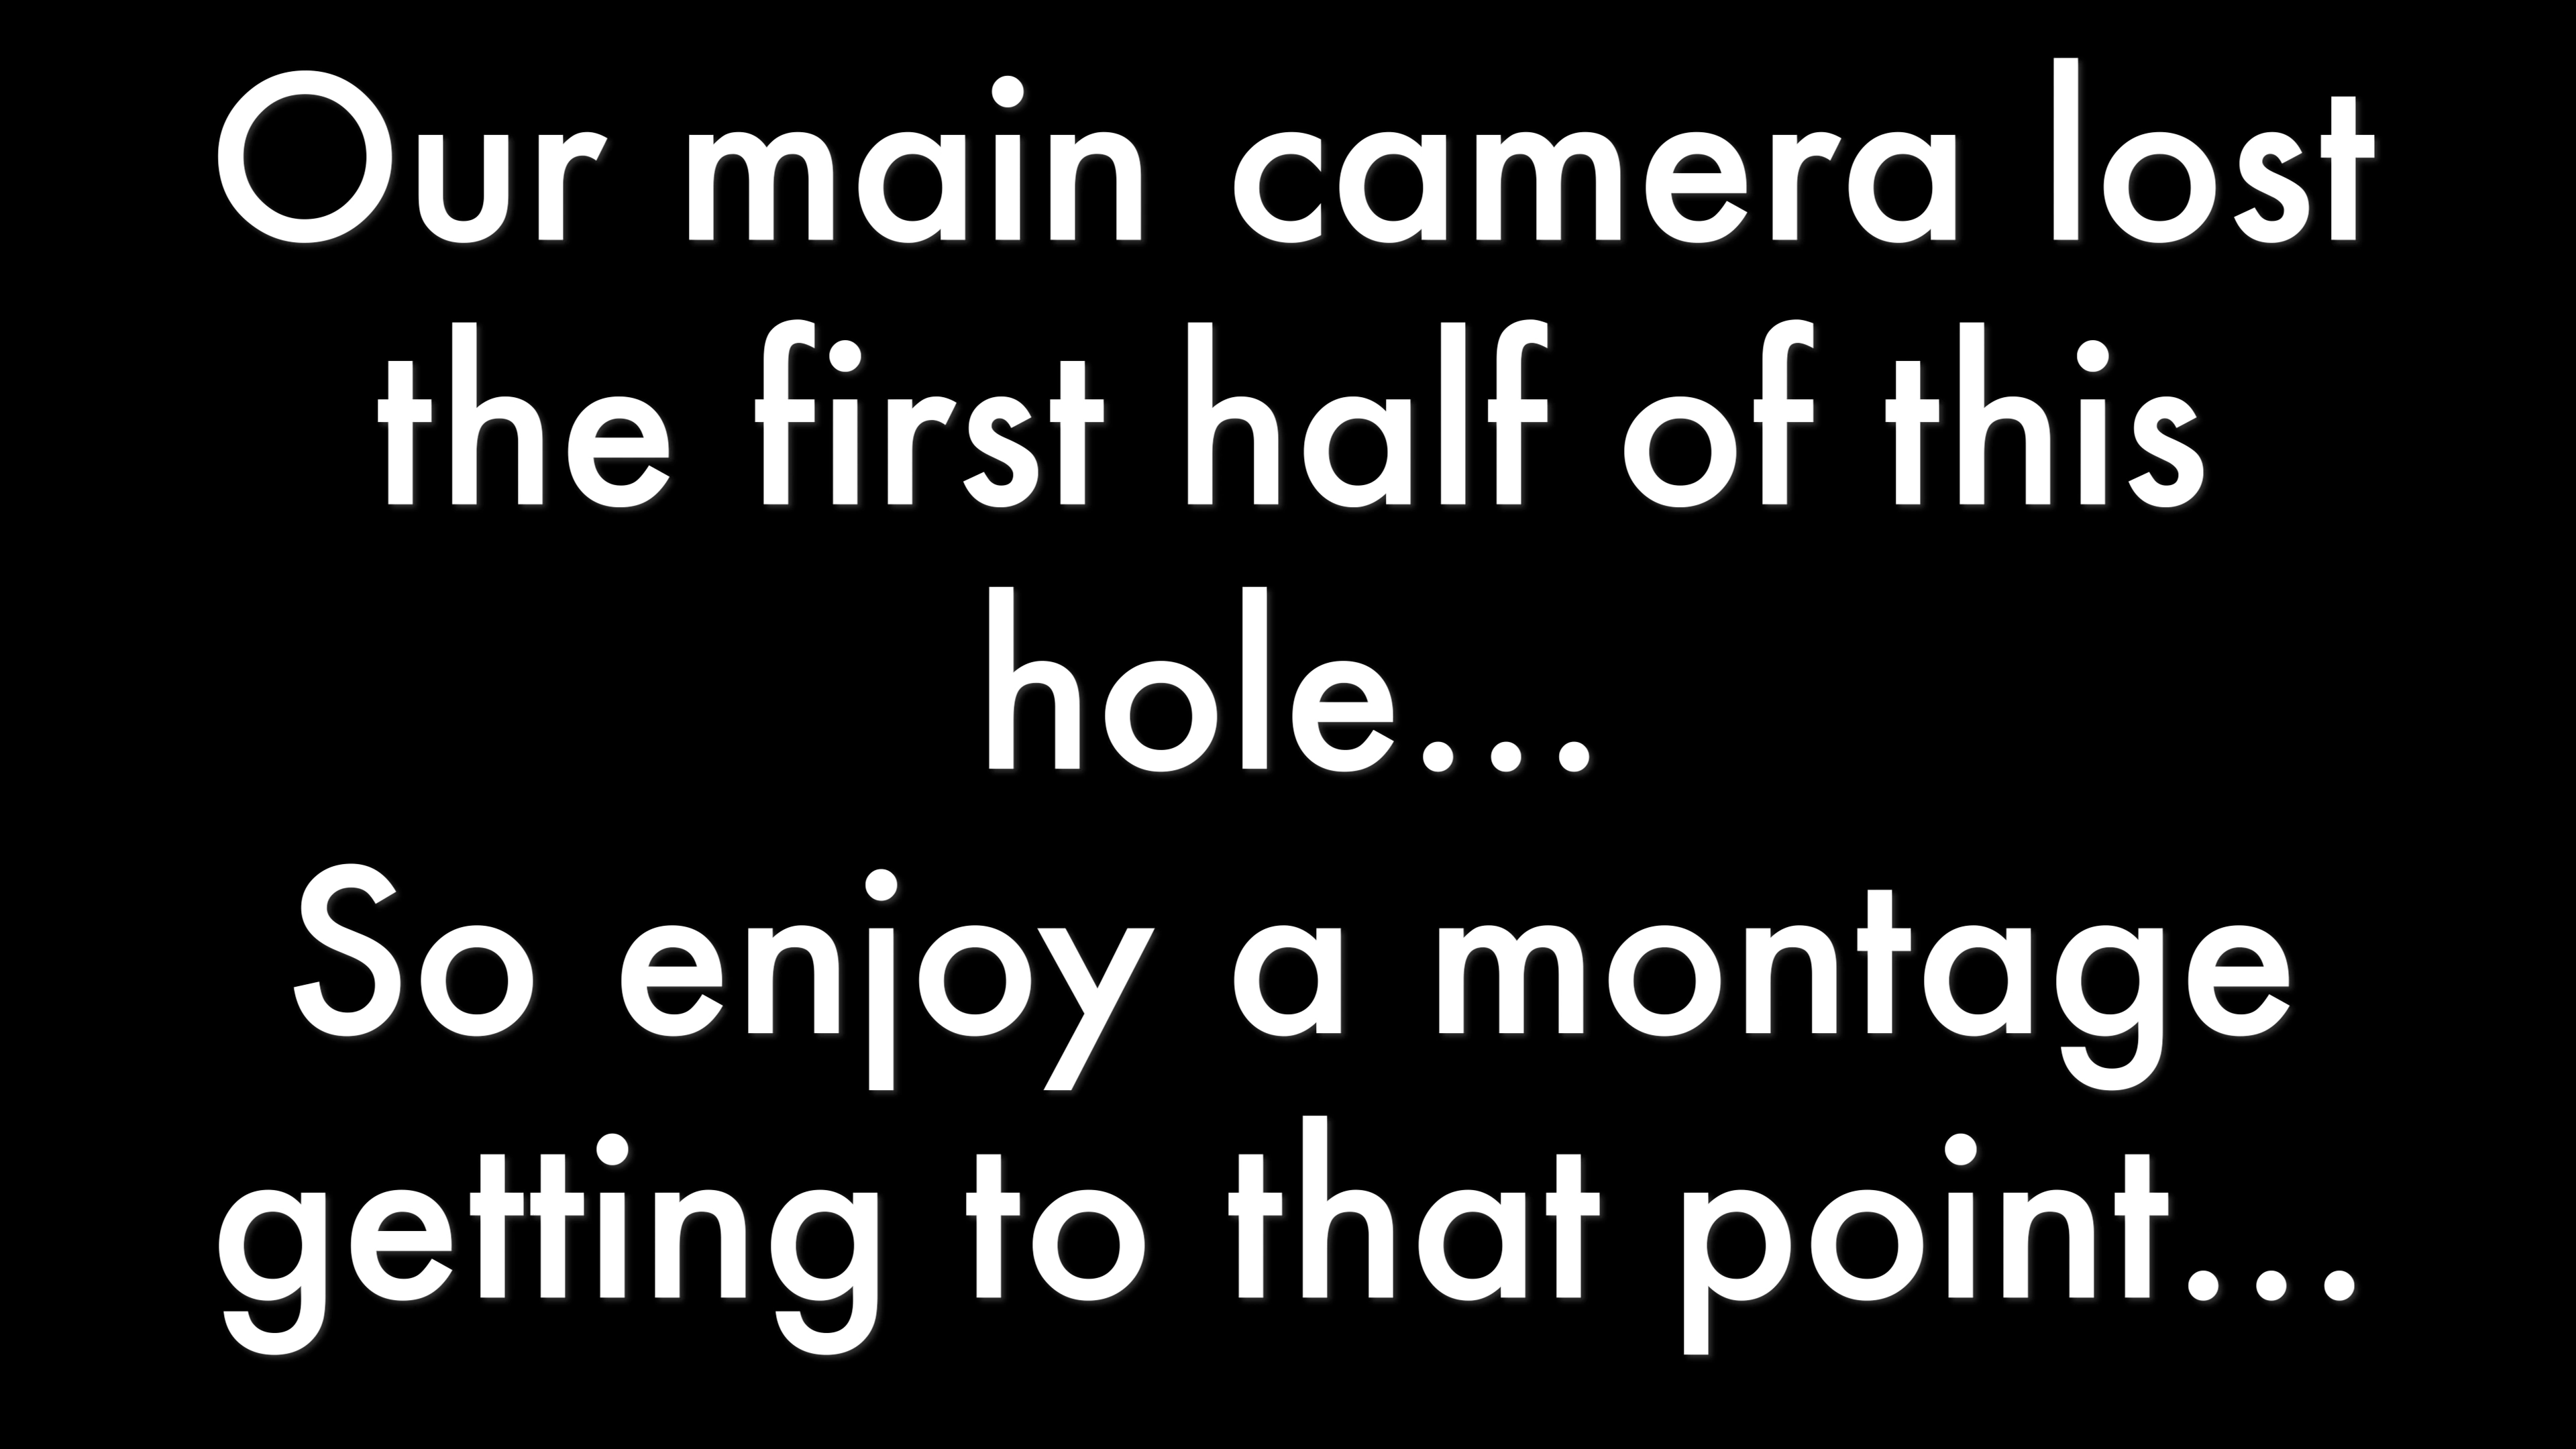 Our main camera lost
the first half of this
hole...
So enjoy a montage
getting to that point...